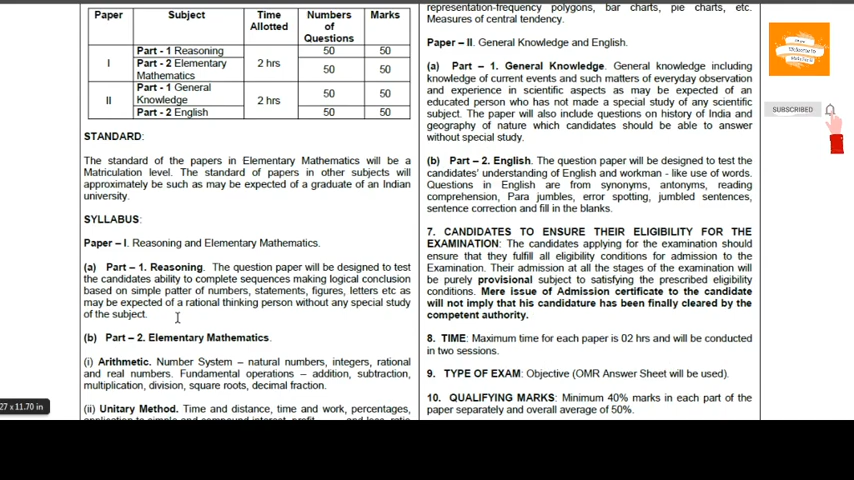 Paper Subject Time Allotted Numbers of Questions Marks
I Part - 1 Reasoning 2 hrs 50 50
Part - 2 Elementary Mathematics 50 50
II Part - 1 General Knowledge 2 hrs 50 50
Part - 2 English 50 50
STANDARD:
The standard of the papers in Elementary Mathematics will be a
Matriculation level. The standard of papers in other subjects will
approximately be such as may be expected of a graduate of an Indian
university.
SYLLABUS:
Paper – I. Reasoning and Elementary Mathematics.
(a) Part – 1. Reasoning. The question paper will be designed to test
the candidates ability to complete sequences making logical conclusion
based on simple patter of numbers, statements, figures, letters etc as
may be expected of a rational thinking person without any special study
of the subject.
(b) Part – 2. Elementary Mathematics.
(i) Arithmetic. Number System – natural numbers, integers, rational
and real numbers. Fundamental operations – addition, subtraction,
multiplication, division, square roots, decimal fraction.
(ii) Unitary Method. Time and distance, time and work, percentages,
27 x 11.70 in
representation-frequency polygons, bar charts, pie charts, etc.
Measures of central tendency.
Paper – II. General Knowledge and English.
(a) Part – 1. General Knowledge. General knowledge including
knowledge of current events and such matters of everyday observation
and experience in scientific aspects as may be expected of an
educated person who has not made a special study of any scientific
subject. The paper will also include questions on history of India and
geography of nature which candidates should be able to answer
without special study.
(b) Part – 2. English. The question paper will be designed to test the
candidates' understanding of English and workman - like use of words.
Questions in English are from synonyms, antonyms, reading
comprehension, Para jumbles, error spotting, jumbled sentences,
sentence correction and fill in the blanks.
7. CANDIDATES TO ENSURE THEIR ELIGIBILITY FOR THE
EXAMINATION: The candidates applying for the examination should
ensure that they fulfill all eligibility conditions for admission to the
Examination. Their admission at all the stages of the examination will
be purely provisional subject to satisfying the prescribed eligibility
conditions. Mere issue of Admission certificate to the candidate
will not imply that his candidature has been finally cleared by the
competent authority.
8. TIME: Maximum time for each paper is 02 hrs and will be conducted
in two sessions.
9. TYPE OF EXAM: Objective (OMR Answer Sheet will be used).
10. QUALIFYING MARKS: Minimum 40% marks in each part of the
paper separately and overall average of 50%.
SUBSCRIBED